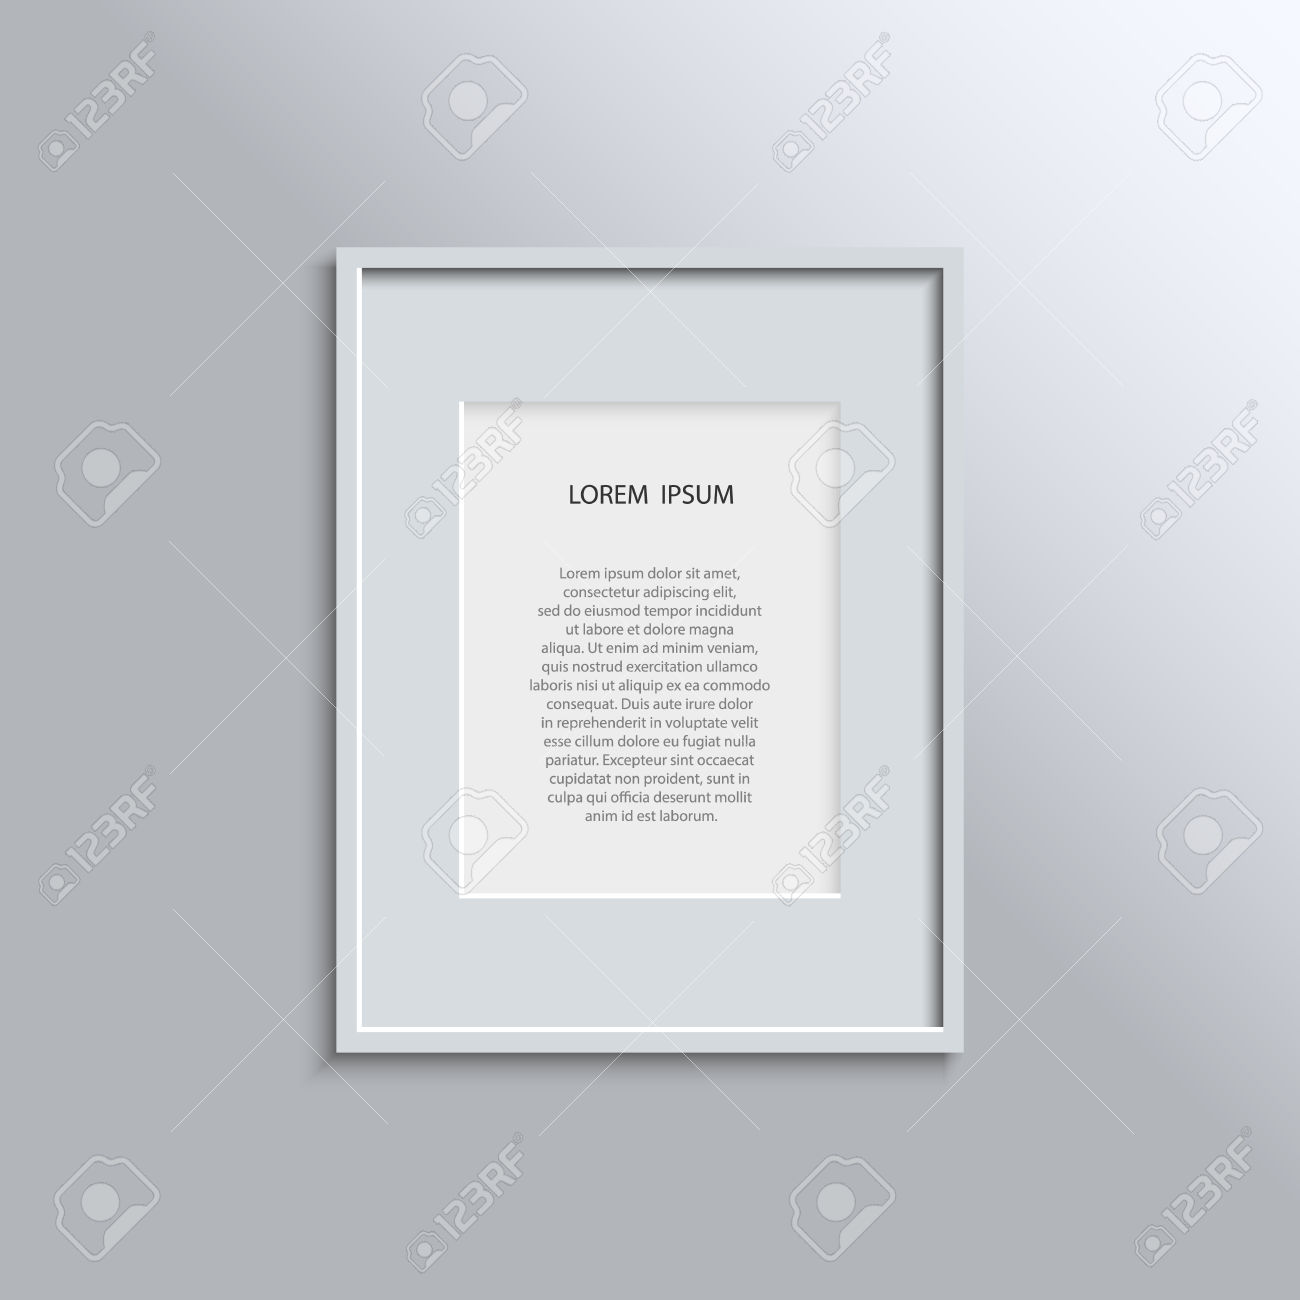 123RF
123RF
LOREM IPSUM
123RF
123RF
Lorem ipsum dolor sit amet,
consectetur adipiscing elit,
sed do eiusmod tempor incididunt
ut labore et dolore magna
aliqua. Ut enim ad minim veniam,
quis nostrud exercitation ullamco
laboris nisi ut aliquip ex ea commodo
consequat. Duis aute irure dolor
in reprehenderit in voluptate velit
esse cillum dolore eu fugiat nulla
pariatur. Excepteur sint occaecat
cupidatat non proident, sunt in
culpa qui officia deserunt mollit
anim id est laborum.
123RF
123RF
123RF
123RF